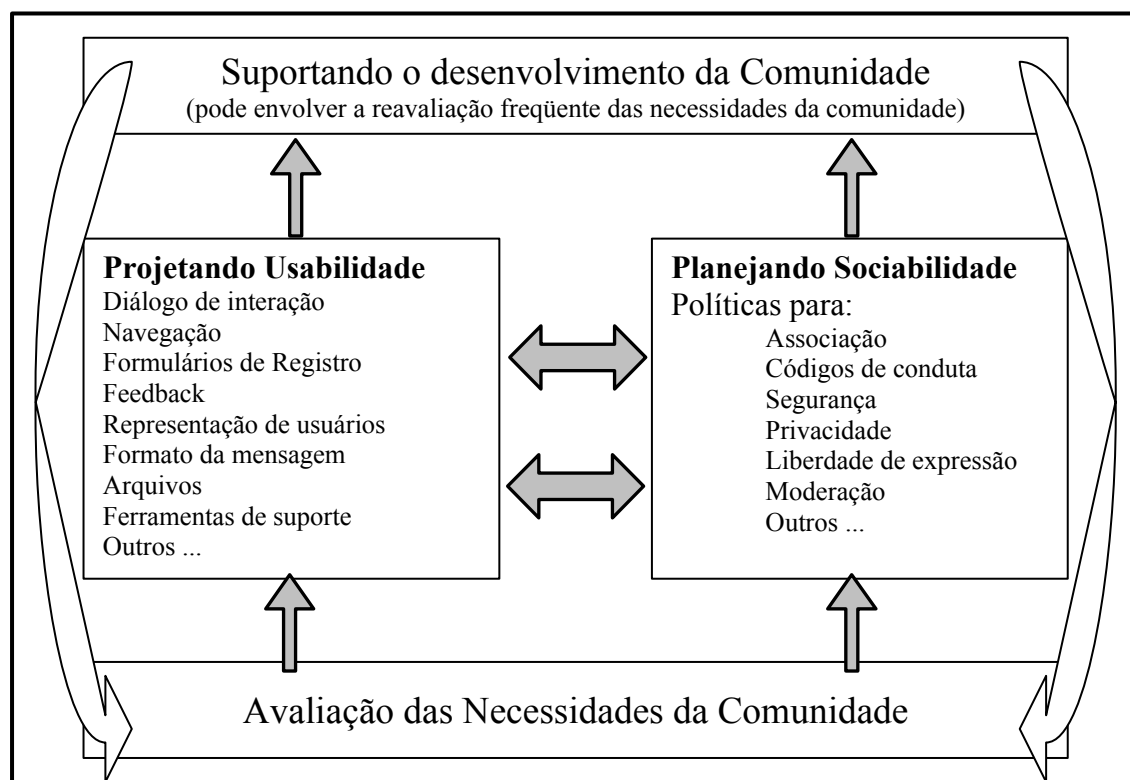 Suportando o desenvolvimento da Comunidade
(pode envolver a reavaliação freqüente das necessidades da comunidade)
Projetando Usabilidade
Diálogo de interação
Navegação
Formulários de Registro
Feedback
Representação de usuários
Formato da mensagem
Arquivos
Ferramentas de suporte
Outros ...
Planejando Sociabilidade
Políticas para:
Associação
Códigos de conduta
Segurança
Privacidade
Liberdade de expressão
Moderação
Outros ...
Avaliação das Necessidades da Comunidade